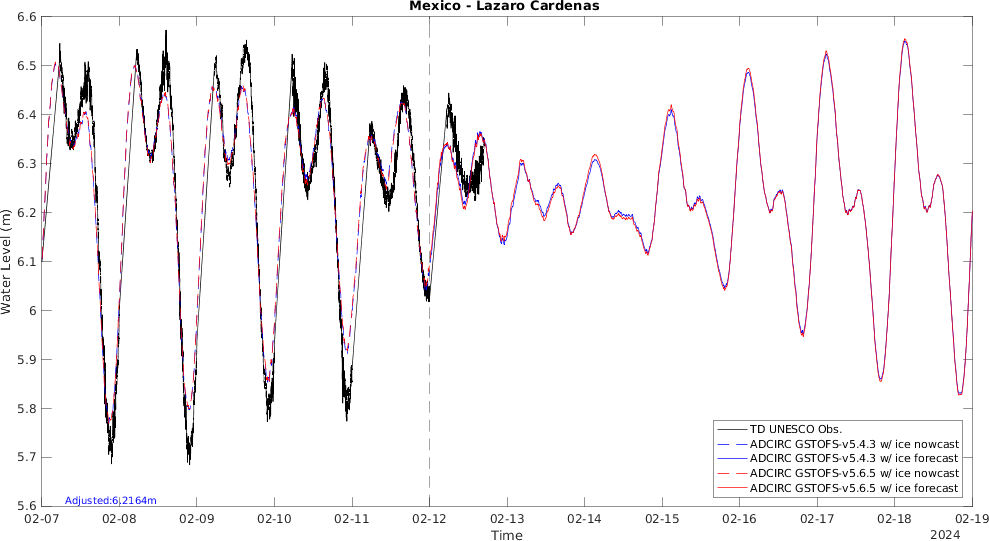 Mexico - Lazaro Cardenas
6.6
6.5
6.4
6.3
6.2
6.1
6
5.9
5.8
5.7
5.6
Water Level (m)
TD UNESCO Obs.
ADCIRC GSTOFS-v5.4.3 w/ ice nowcast
ADCIRC GSTOFS-v5.4.3 w/ ice forecast
ADCIRC GSTOFS-v5.6.5 w/ ice nowcast
ADCIRC GSTOFS-v5.6.5 w/ ice forecast
Adjusted:6.2164m
02-07 02-08 02-09 02-10 02-11 02-12 02-13 02-14 02-15 02-16 02-17 02-18 02-19
Time
2024